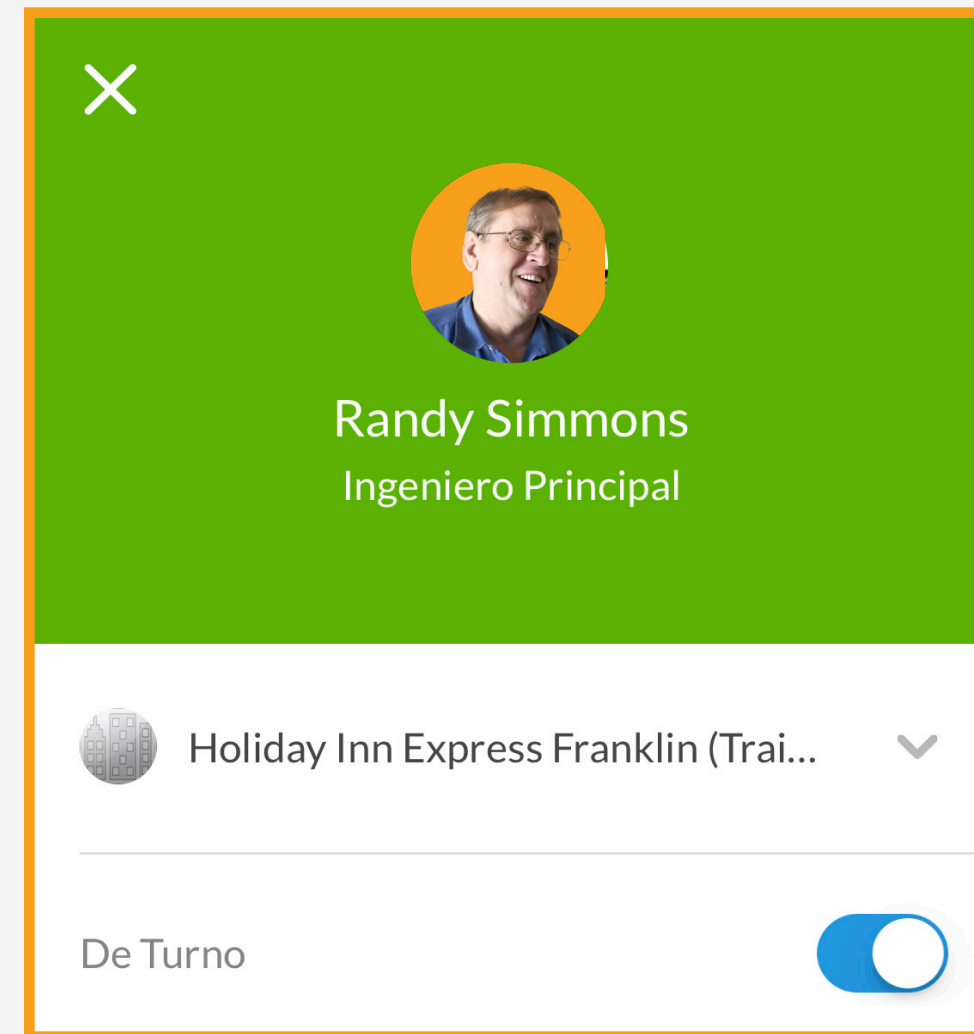 Randy Simmons
Ingeniero Principal
Holiday Inn Express Franklin (Trai...
De Turno